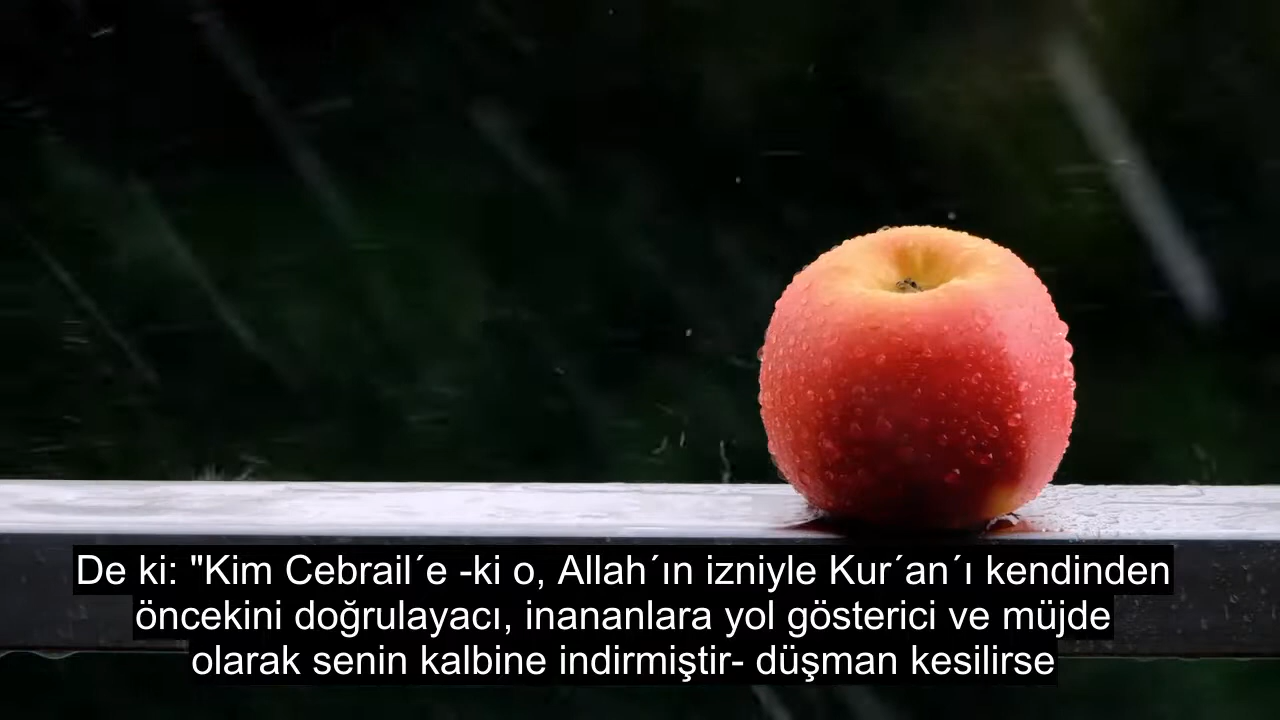 De ki: "Kim Cebrail´e -ki o, Allah´ın izniyle Kur´an´ı kendinden
öncekini doğrulayacı, inananlara yol gösterici ve müjde
olarak senin kalbine indirmiştir- düşman kesilirse